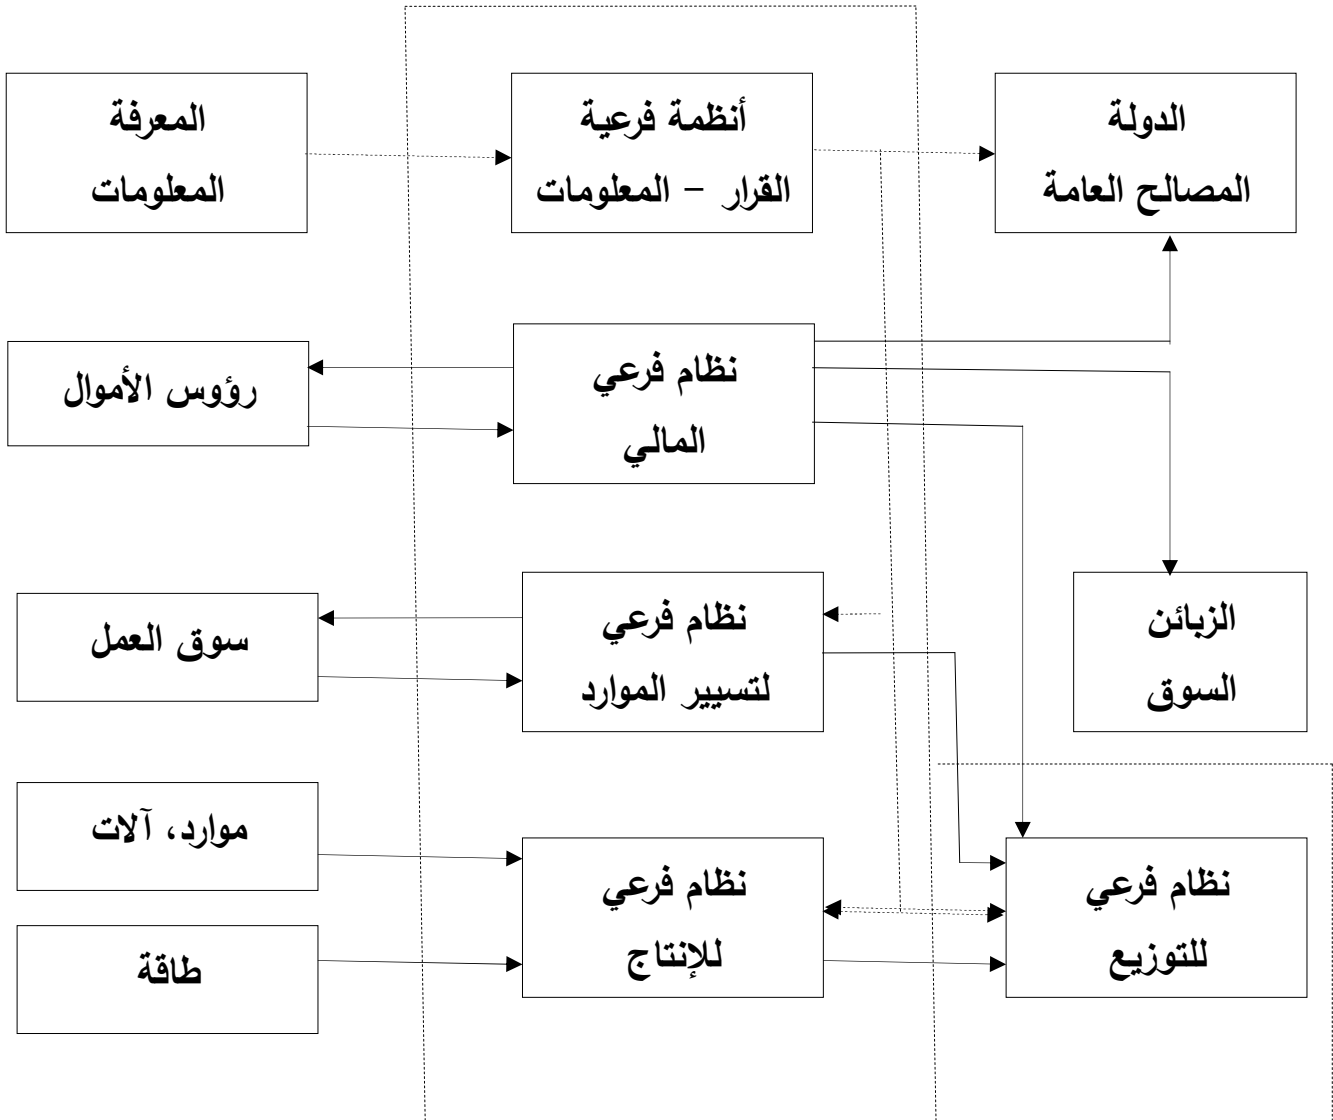 المعرفة
المعلومات
أنظمة فرعية
القرار – المعلومات
الدولة
المصالح العامة
رؤوس الأموال
نظام فرعي
المالي
سوق العمل
نظام فرعي
لتسيير الموارد
الزبائن
السوق
موارد، آلات
طاقة
نظام فرعي
للإنتاج
نظام فرعي
للتوزيع